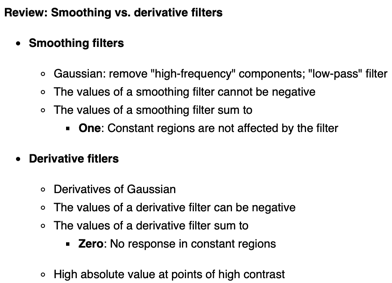 Review: Smoothing vs. derivative filters
Smoothing filters
Gaussian: remove "high-frequency" components; "low-pass" filter
The values of a smoothing filter cannot be negative
The values of a smoothing filter sum to
One: Constant regions are not affected by the filter
Derivative fitlers
Derivatives of Gaussian
The values of a derivative filter can be negative
The values of a derivative filter sum to
Zero: No response in constant regions
High absolute value at points of high contrast